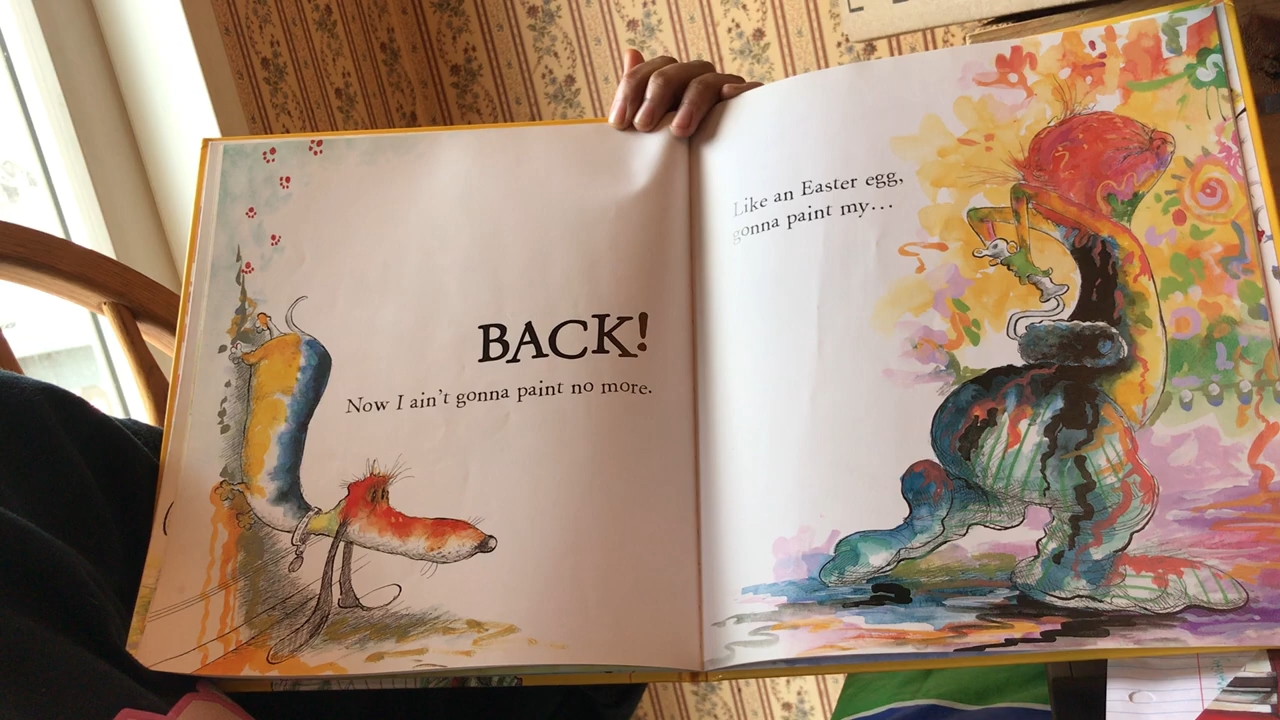 BACK!
Now I ain't gonna paint no more.
Like an Easter egg,
gonna paint my...